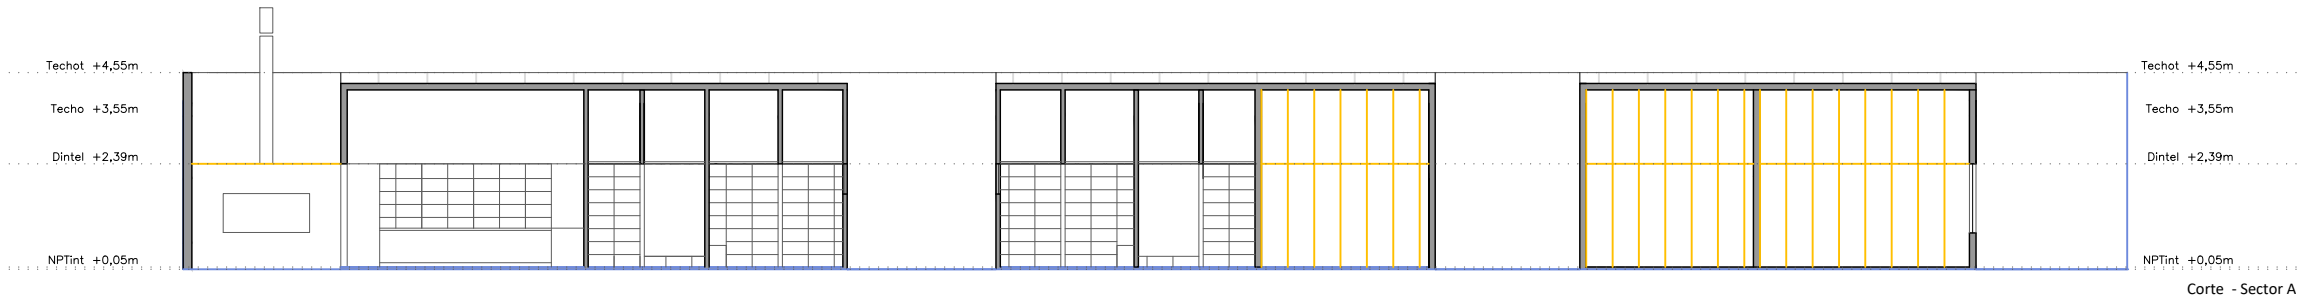 Techot +4,55m
Techot +4,55m
Techo +3,55m
Techo +3,55m
Dintel +2,39m
Dintel +2,39m
NPTint +0,05m
NPTint +0,05m
Corte - Sector A